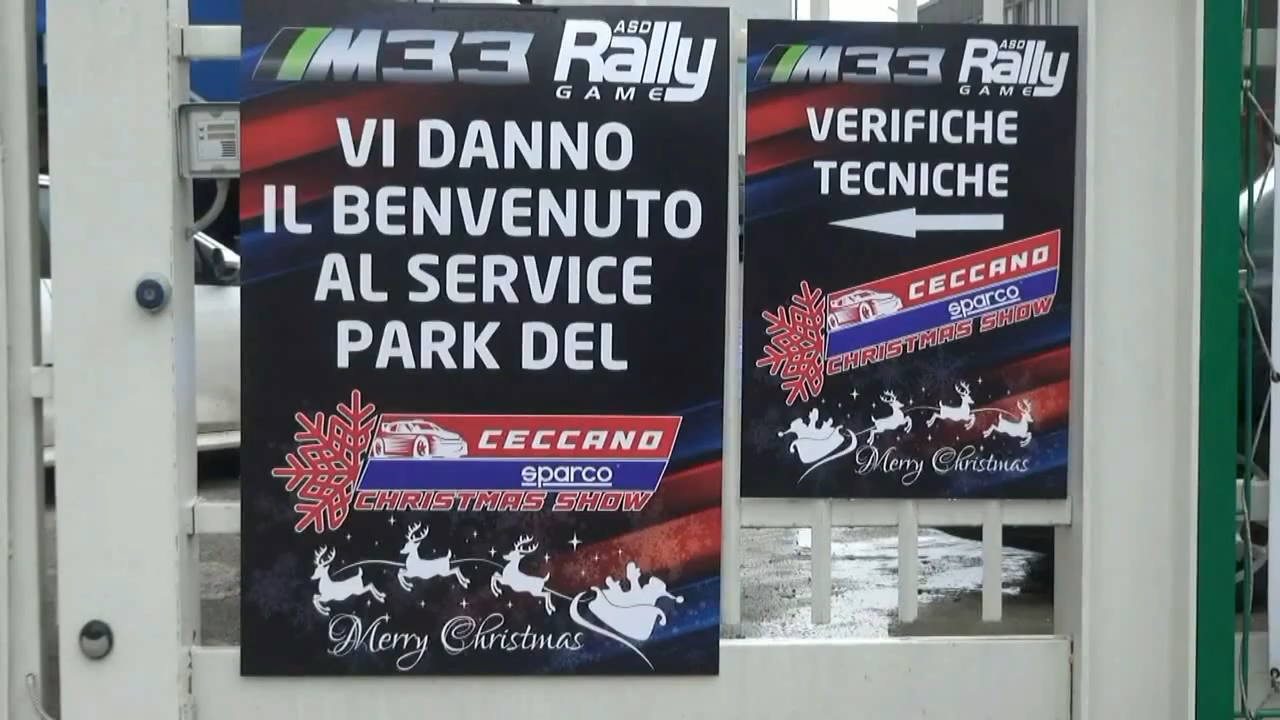 M33 ASD Rally GAME
VI DANNO
IL BENVENUTO
AL SERVICE
PARK DEL
CECCANO
sparco
CHRISTMAS SHOW
Merry Christmas
M33 ASD Rally GAME
VERIFICHE
TECNICHE
CECCANO
sparco
CHRISTMAS SHOW
Merry Christmas